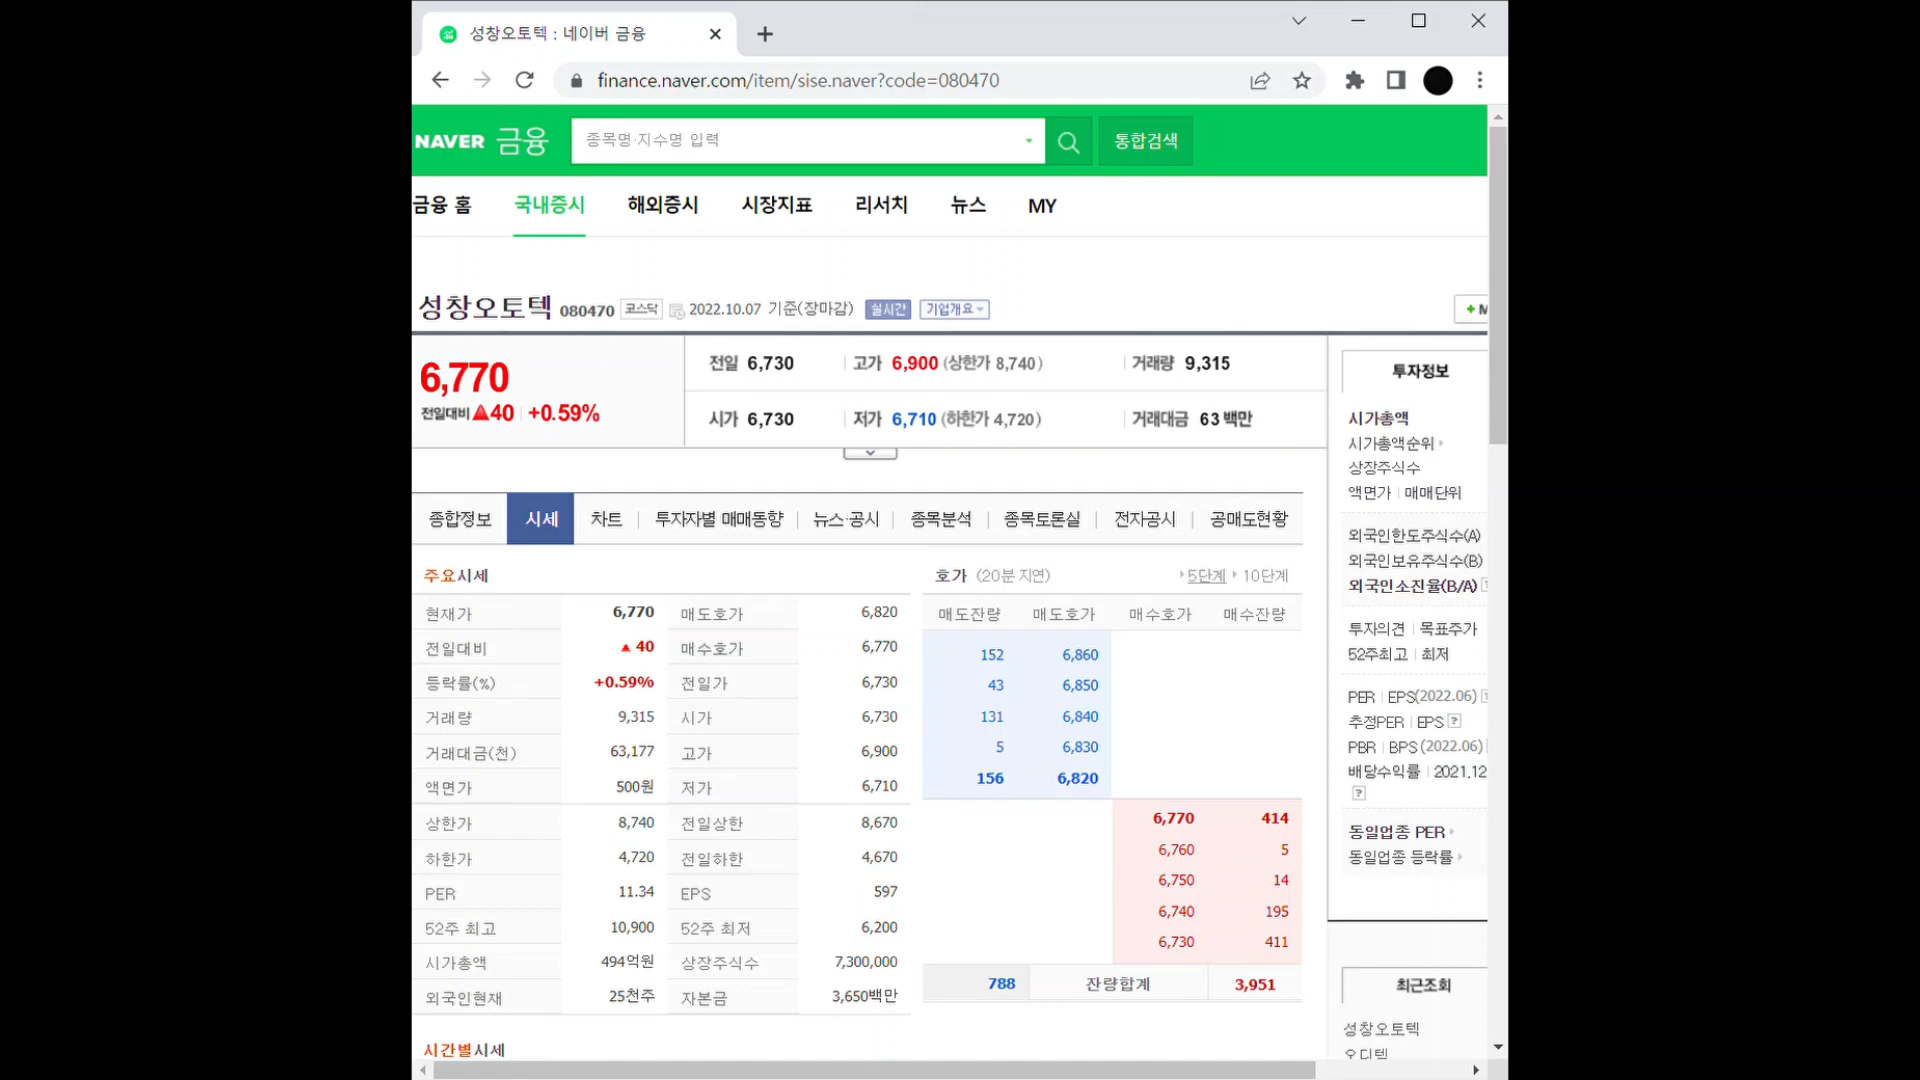 성창오토텍 : 네이버 금융
finance.naver.com/item/sise.naver?code=080470
NAVER 금융 종목명·지수명 입력 통합검색
금융 홈 국내증시 해외증시 시장지표 리서치 뉴스 MY
성창오토텍 080470 코스닥 2022.10.07 기준(장마감) 실시간 기업개요
6,770
전일대비 ▲40 +0.59%
전일 6,730 고가 6,900 (상한가 8,740) 거래량 9,315
시가 6,730 저가 6,710 (하한가 4,720) 거래대금 63 백만
종합정보 시세 차트 투자자별 매매동향 뉴스·공시 종목분석 종목토론실 전자공시 공매도현황
주요시세
현재가 6,770 매도호가 6,820
전일대비 ▲ 40 매수호가 6,770
등락률(%) +0.59% 전일가 6,730
거래량 9,315 시가 6,730
거래대금(천) 63,177 고가 6,900
액면가 500원 저가 6,710
상한가 8,740 전일상한 8,670
하한가 4,720 전일하한 4,670
PER 11.34 EPS 597
52주 최고 10,900 52주 최저 6,200
시가총액 494억원 상장주식수 7,300,000
외국인현재 25천주 자본금 3,650백만
호가 (20분 지연) 5단계 10단계
매도잔량 매도호가 매수호가 매수잔량
152 6,860
43 6,850
131 6,840
5 6,830
156 6,820
6,770 414
6,760 5
6,750 14
6,740 195
6,730 411
788 잔량합계 3,951
시간별시세
투자정보
시가총액
시가총액순위
상장주식수
액면가 | 매매단위
외국인한도주식수(A)
외국인보유주식수(B)
외국인소진율(B/A)
투자의견 | 목표주가
52주최고 | 최저
PER | EPS(2022.06)
추정PER | EPS ?
PBR | BPS (2022.06)
배당수익률 | 2021.12
?
동일업종 PER
동일업종 등락률
최근조회
성창오토텍
오디텍